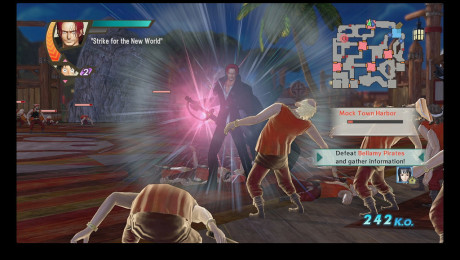 "Strike for the New World"
Mock Town Harbor
Defeat Bellamy Pirates
and gather information!
242 K.O.